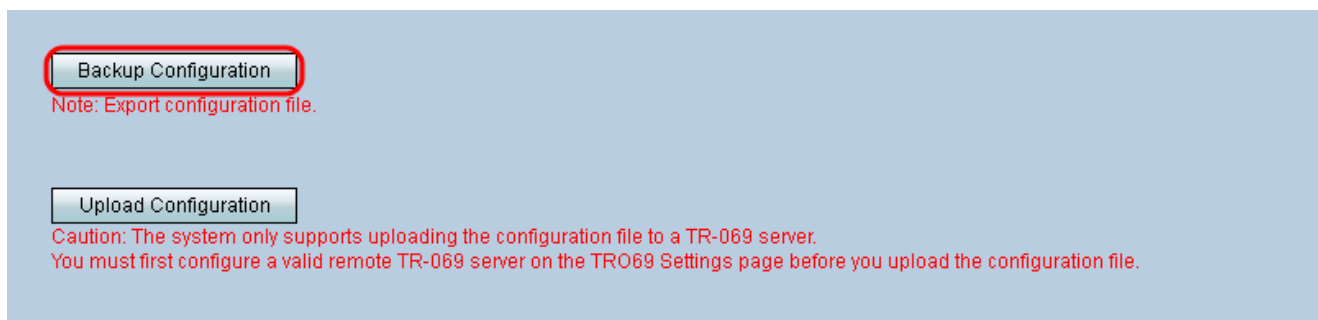 Backup Configuration
Note: Export configuration file.
Upload Configuration
Caution: The system only supports uploading the configuration file to a TR-069 server.
You must first configure a valid remote TR-069 server on the TRO69 Settings page before you upload the configuration file.